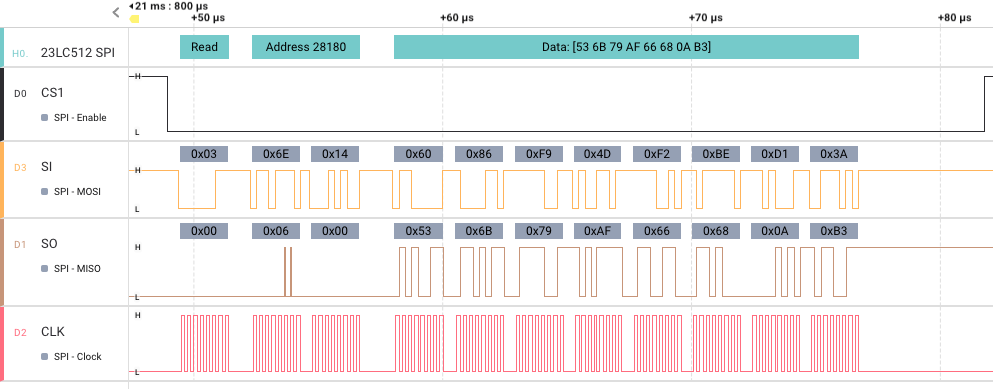 21 ms : 800 µs
+50 µs +60 µs +70 µs +80 µs
H0. 23LC512 SPI Read Address 28180 Data: [53 6B 79 AF 66 68 0A B3]
D0 CS1 H
SPI - Enable
L
0x03 0x6E 0x14 0x60 0x86 0xF9 0x4D 0xF2 0xBE 0xD1 0x3A
D3 SI H
SPI - MOSI
L
0x00 0x06 0x00 0x53 0x6B 0x79 0xAF 0x66 0x68 0x0A 0xB3
D1 SO H
SPI - MISO
L
H
D2 CLK
SPI - Clock
L